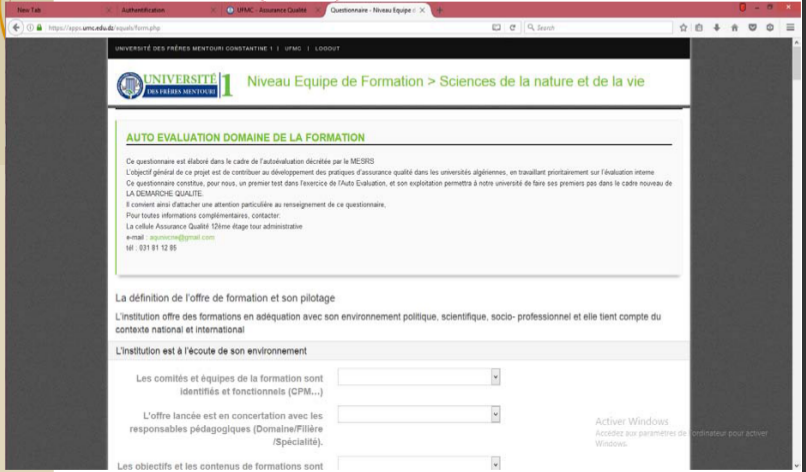 New Tab
Authentification
UFMC - Assurance Qualité
Questionnaire - Niveau Equipe d
https://apps.umc.edu.dz/equals/form.php
Search
UNIVERSITÉ DES FRÈRES MENTOURI CONSTANTINE 1 | UFMC | LOGOUT
UNIVERSITÉ 1
DES FRÈRES MENTOURI
Niveau Equipe de Formation > Sciences de la nature et de la vie
AUTO EVALUATION DOMAINE DE LA FORMATION
Ce questionnaire est élaboré dans le cadre de l'autoévaluation décrétée par le MESRS
L'objectif général de ce projet est de contribuer au développement des pratiques d'assurance qualité dans les universités algériennes, en travaillant prioritairement sur l'évaluation interne
Ce questionnaire constitue, pour nous, un premier test dans l'exercice de l'Auto Evaluation, et son exploitation permettra à notre université de faire ses premiers pas dans le cadre nouveau de
LA DEMARCHE QUALITE.
Il convient ainsi d'attacher une attention particulière au renseignement de ce questionnaire.
Pour toutes informations complémentaires, contacter:
La cellule Assurance Qualité 12ème étage tour administrative
e-mail :
tél : 031 81 12 85
La définition de l'offre de formation et son pilotage
L'institution offre des formations en adéquation avec son environnement politique, scientifique, socio- professionnel et elle tient compte du
contexte national et international
L'institution est à l'écoute de son environnement
Les comités et équipes de la formation sont
identifiés et fonctionnels (CPM...)
L'offre lancée est en concertation avec les
responsables pédagogiques (Domaine/Filière
/Spécialité).
Les objectifs et les contenus de formations sont
Activer Windows
Accédez aux paramètres de l'ordinateur pour activer
Windows.